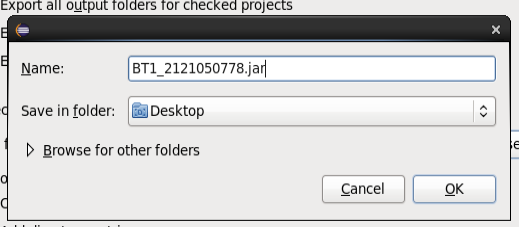 Export all output folders for checked projects
Name: BT1_2121050778.jar
Save in folder: Desktop
Browse for other folders
Cancel OK